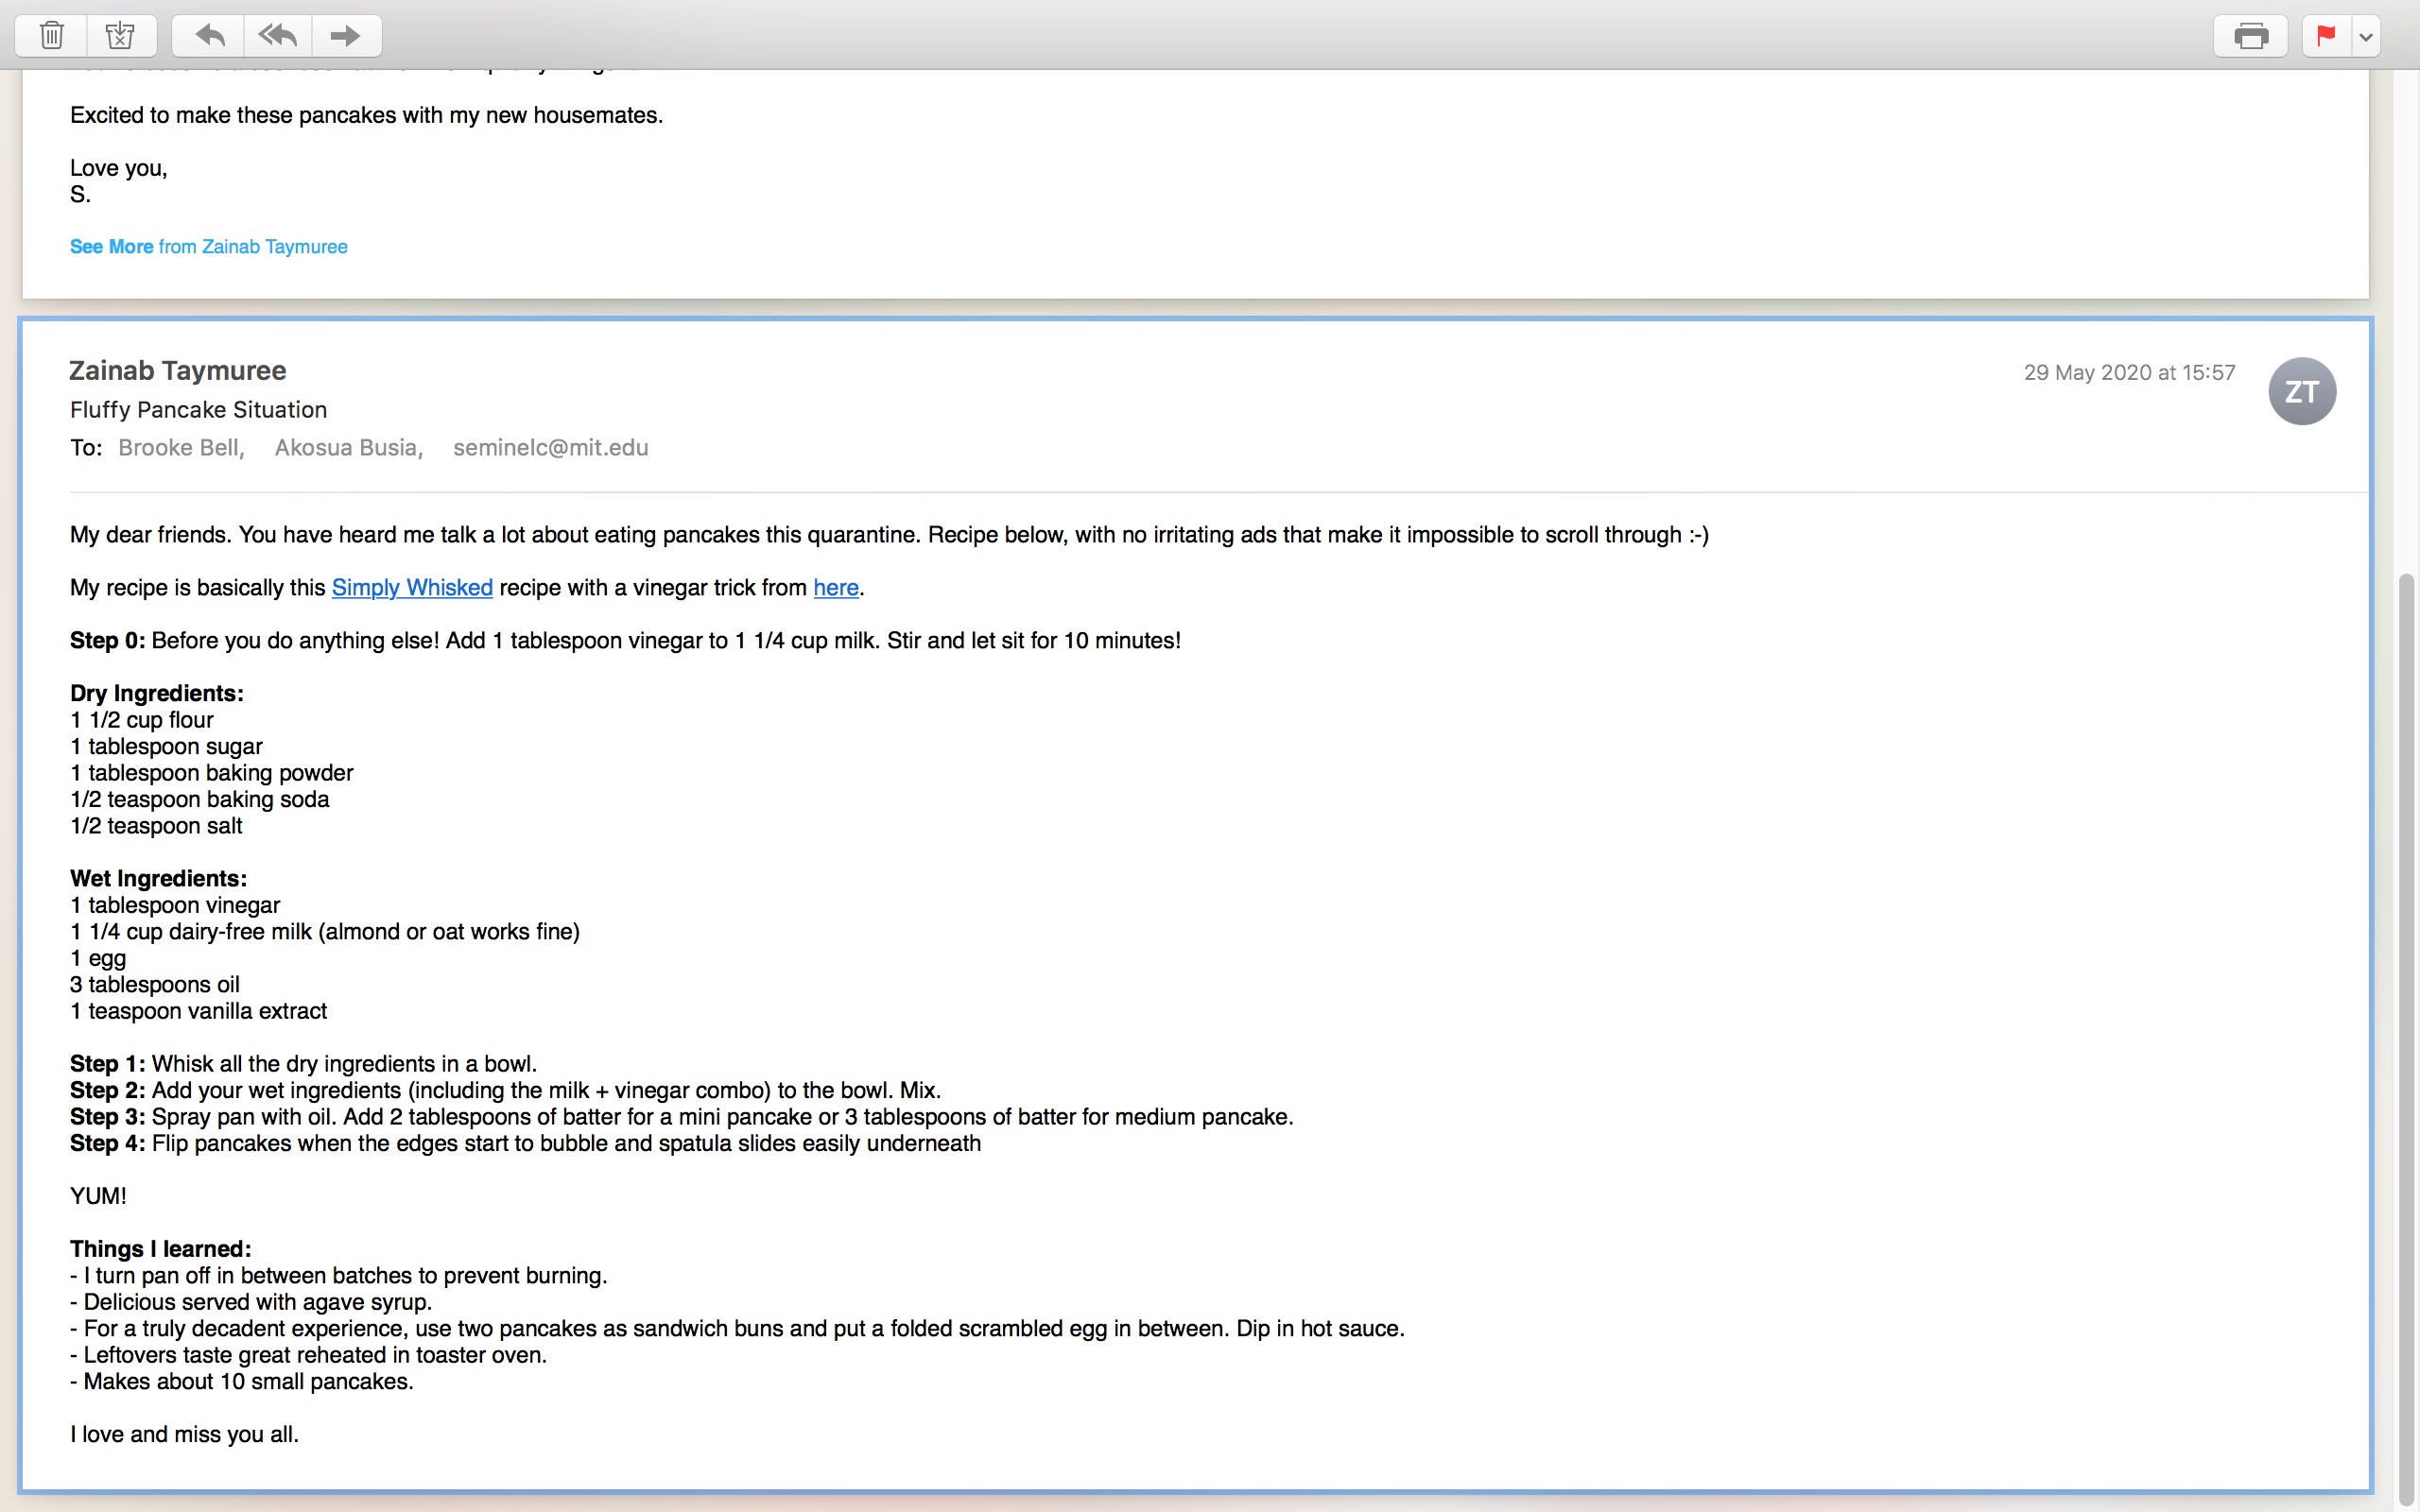 Excited to make these pancakes with my new housemates.
Love you,
S.
See More from Zainab Taymuree
Zainab Taymuree
29 May 2020 at 15:57
ZT
Fluffy Pancake Situation
To: Brooke Bell, Akosua Busia, seminelc@mit.edu
My dear friends. You have heard me talk a lot about eating pancakes this quarantine. Recipe below, with no irritating ads that make it impossible to scroll through :-)
My recipe is basically this Simply Whisked recipe with a vinegar trick from here.
Step 0: Before you do anything else! Add 1 tablespoon vinegar to 1 1/4 cup milk. Stir and let sit for 10 minutes!
Dry Ingredients:
1 1/2 cup flour
1 tablespoon sugar
1 tablespoon baking powder
1/2 teaspoon baking soda
1/2 teaspoon salt
Wet Ingredients:
1 tablespoon vinegar
1 1/4 cup dairy-free milk (almond or oat works fine)
1 egg
3 tablespoons oil
1 teaspoon vanilla extract
Step 1: Whisk all the dry ingredients in a bowl.
Step 2: Add your wet ingredients (including the milk + vinegar combo) to the bowl. Mix.
Step 3: Spray pan with oil. Add 2 tablespoons of batter for a mini pancake or 3 tablespoons of batter for medium pancake.
Step 4: Flip pancakes when the edges start to bubble and spatula slides easily underneath
YUM!
Things I learned:
- I turn pan off in between batches to prevent burning.
- Delicious served with agave syrup.
- For a truly decadent experience, use two pancakes as sandwich buns and put a folded scrambled egg in between. Dip in hot sauce.
- Leftovers taste great reheated in toaster oven.
- Makes about 10 small pancakes.
I love and miss you all.